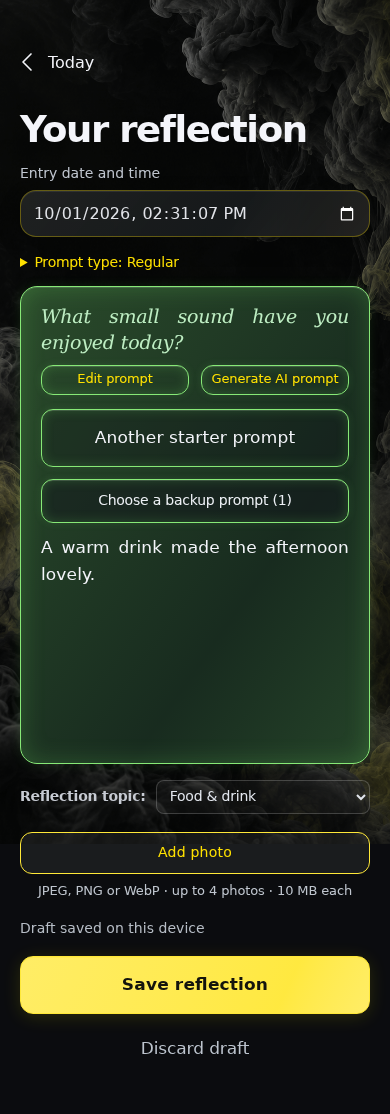 Today
Your reflection
Entry date and time
10/01/2026, 02:31:07 PM
Prompt type: Regular
What small sound have you
enjoyed today?
Edit prompt
Generate AI prompt
Another starter prompt
Choose a backup prompt (1)
A warm drink made the afternoon
lovely.
Reflection topic: Food & drink
Add photo
JPEG, PNG or WebP · up to 4 photos · 10 MB each
Draft saved on this device
Save reflection
Discard draft